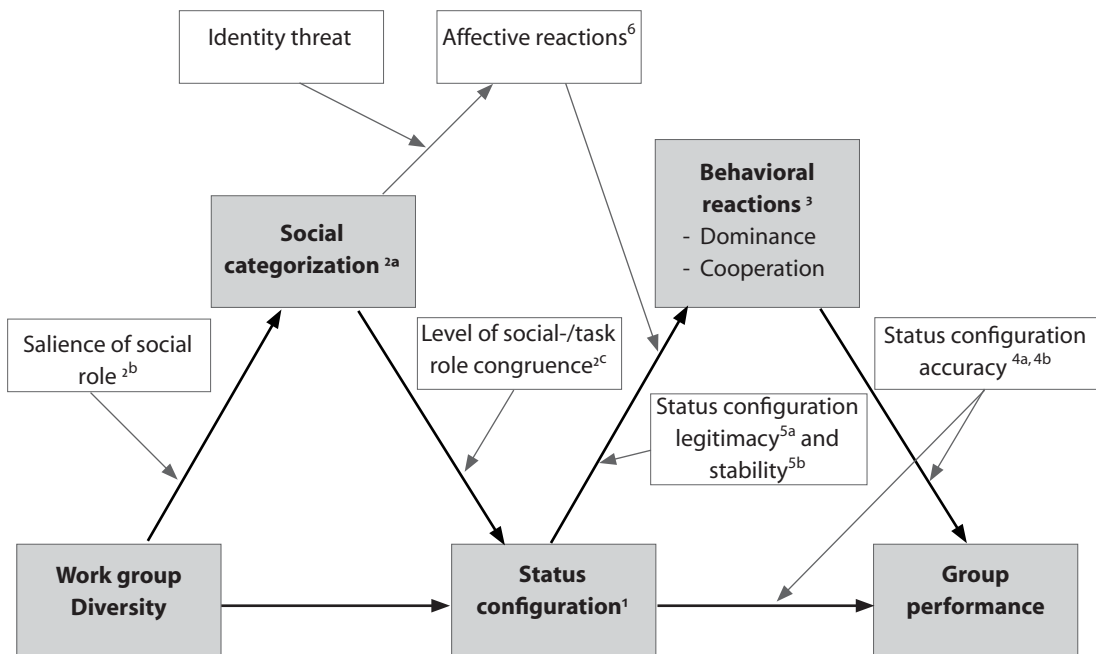 Identity threat
Affective reactions⁶
Behavioral
reactions ³
- Dominance
- Cooperation
Social
categorization ²ᵃ
Salience of social
role ₂ᵇ
Level of social-/task
role congruence²ᶜ
Status configuration
accuracy ⁴ᵃ, ⁴ᵇ
Status configuration
legitimacy⁵ᵃ and
stability⁵ᵇ
Work group
Diversity
Status
configuration¹
Group
performance